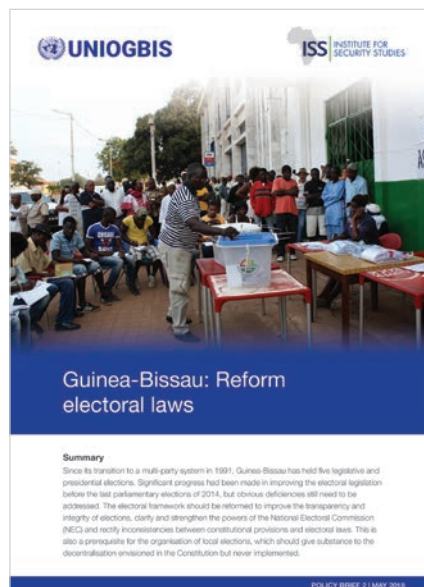 UNIOGBIS
ISS
INSTITUTE FOR
SECURITY STUDIES
Guinea-Bissau: Reform
electoral laws
Summary
Since its transition to a multi-party system in 1991, Guinea-Bissau has held five legislative and
presidential elections. Significant progress had been made in improving the electoral legislation
before the last parliamentary elections of 2014, but obvious deficiencies still need to be
addressed. The electoral framework should be reformed to improve the transparency and
integrity of elections, clarify and strengthen the powers of the National Electoral Commission
(NEC) and rectify inconsistencies between constitutional provisions and electoral laws. This is
also a prerequisite for the organisation of local elections, which should give substance to the
decentralisation envisioned in the Constitution but never implemented.
POLICY BRIEF 2 | MAY